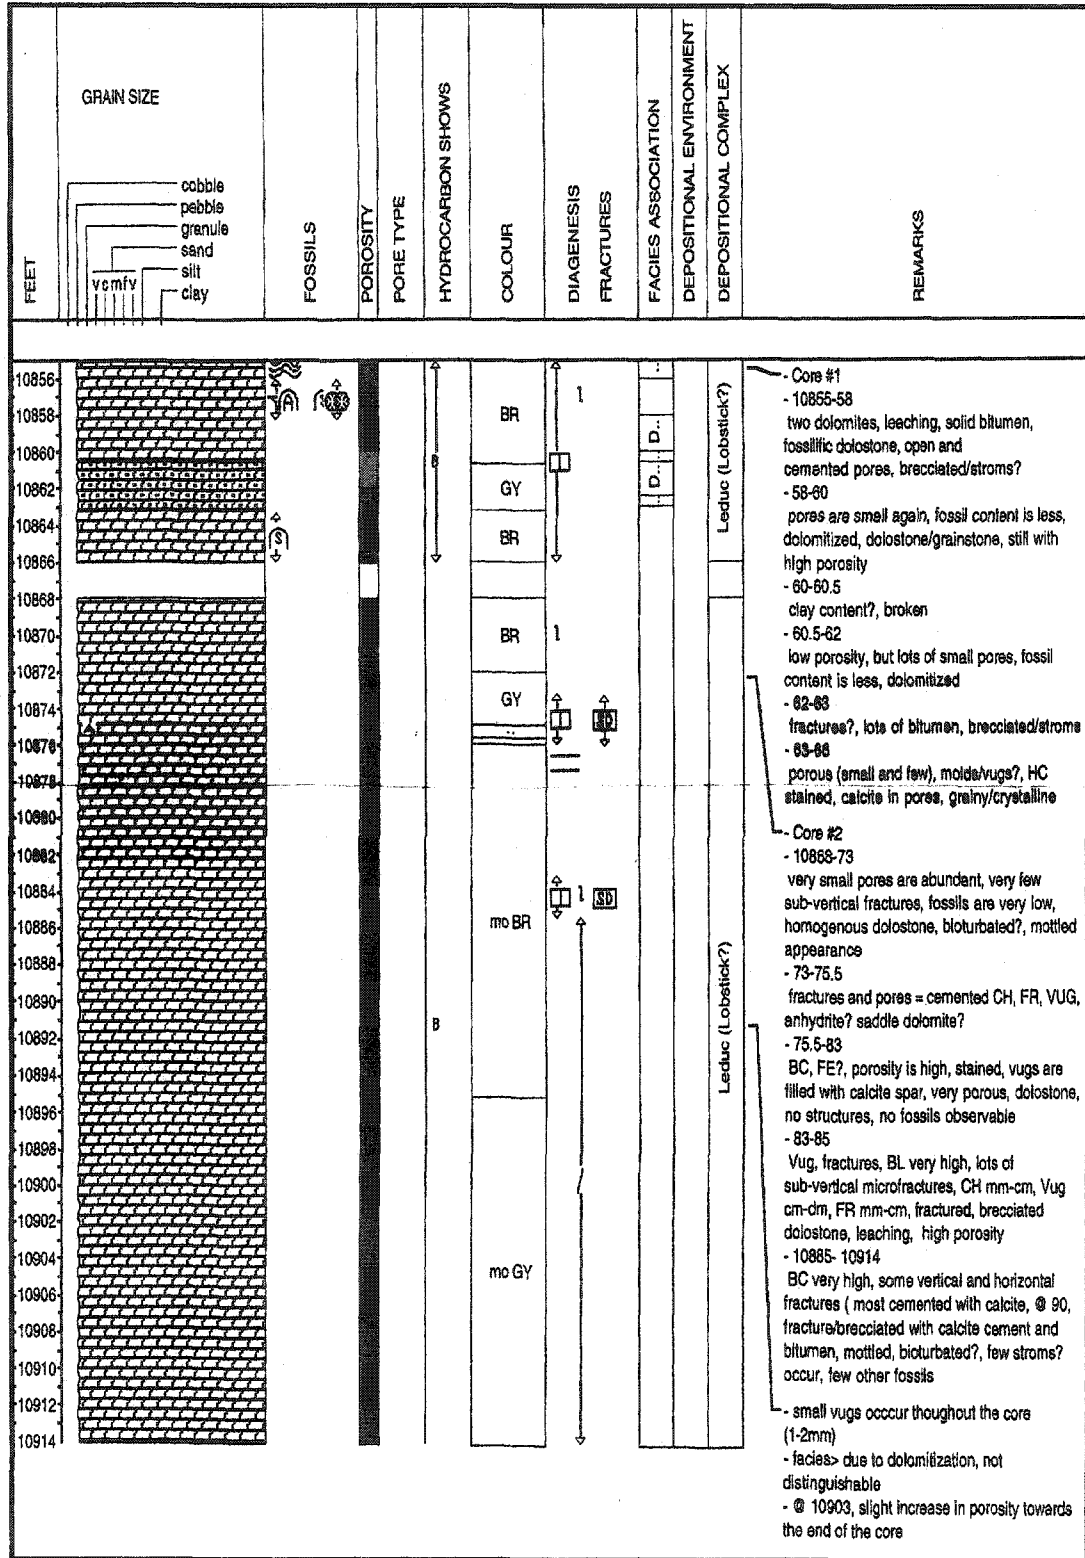 GRAIN SIZE
cobble
pebble
granule
sand
silt
clay
vcmfv
FEET
FOSSILS
POROSITY
PORE TYPE
HYDROCARBON SHOWS
COLOUR
DIAGENESIS
FRACTURES
FACIES ASSOCIATION
DEPOSITIONAL ENVIRONMENT
DEPOSITIONAL COMPLEX
REMARKS
10856
10858
10860
10862
10864
10866
10868
10870
10872
10874
10876
10878
10880
10882
10884
10886
10888
10890
10892
10894
10896
10898
10900
10902
10904
10906
10908
10910
10912
10914
A
S
B
B
BR
GY
BR
BR
GY
..
mo BR
mo GY
l
l
l
SD
SD
..
D..
D..
Leduc (Lobstick?)
Leduc (Lobstick?)
- Core #1
- 10855-58
two dolomites, leaching, solid bitumen,
fossilific dolostone, open and
cemented pores, brecciated/stroms?
- 58-60
pores are small again, fossil content is less,
dolomitized, dolostone/grainstone, still with
high porosity
- 60-60.5
clay content?, broken
- 60.5-62
low porosity, but lots of small pores, fossil
content is less, dolomitized
- 62-63
fractures?, lots of bitumen, brecciated/stroms
- 63-66
porous (small and few), molds/vugs?, HC
stained, calcite in pores, grainy/crystalline
- Core #2
- 10868-73
very small pores are abundant, very few
sub-vertical fractures, fossils are very low,
homogenous dolostone, bioturbated?, mottled
appearance
- 73-75.5
fractures and pores = cemented CH, FR, VUG,
anhydrite? saddle dolomite?
- 75.5-83
BC, FE?, porosity is high, stained, vugs are
filled with calcite spar, very porous, dolostone,
no structures, no fossils observable
- 83-85
Vug, fractures, BL very high, lots of
sub-vertical microfractures, CH mm-cm, Vug
cm-dm, FR mm-cm, fractured, brecciated
dolostone, leaching, high porosity
- 10885- 10914
BC very high, some vertical and horizontal
fractures ( most cemented with calcite, @ 90,
fracture/brecciated with calcite cement and
bitumen, mottled, bioturbated?, few stroms?
occur, few other fossils
- small vugs occcur thoughout the core
(1-2mm)
- facies> due to dolomitization, not
distinguishable
- @ 10903, slight increase in porosity towards
the end of the core